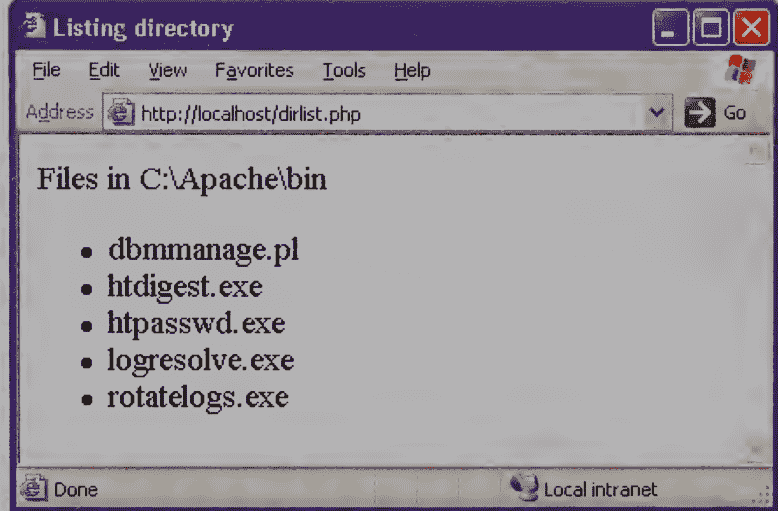 Listing directory
File Edit View Favorites Tools Help
Address http://localhost/dirlist.php Go
Files in C:\Apache\bin
• dbmmanage.pl
• htdigest.exe
• htpasswd.exe
• logresolve.exe
• rotatelogs.exe
Done Local intranet